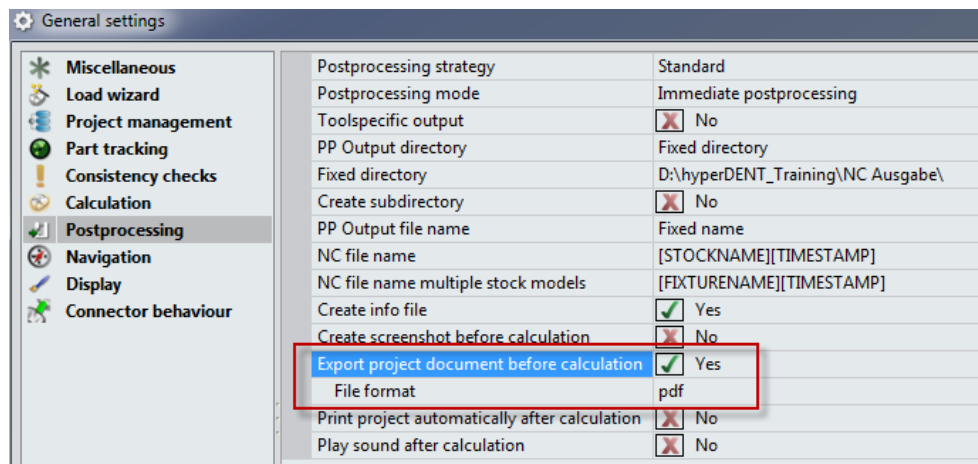 General settings
Miscellaneous
Load wizard
Project management
Part tracking
Consistency checks
Calculation
Postprocessing
Navigation
Display
Connector behaviour
Postprocessing strategy Standard
Postprocessing mode Immediate postprocessing
Toolspecific output No
PP Output directory Fixed directory
Fixed directory D:\hyperDENT_Training\NC Ausgabe\
Create subdirectory No
PP Output file name Fixed name
NC file name [STOCKNAME][TIMESTAMP]
NC file name multiple stock models [FIXTURENAME][TIMESTAMP]
Create info file Yes
Create screenshot before calculation No
Export project document before calculation Yes
File format pdf
Print project automatically after calculation No
Play sound after calculation No